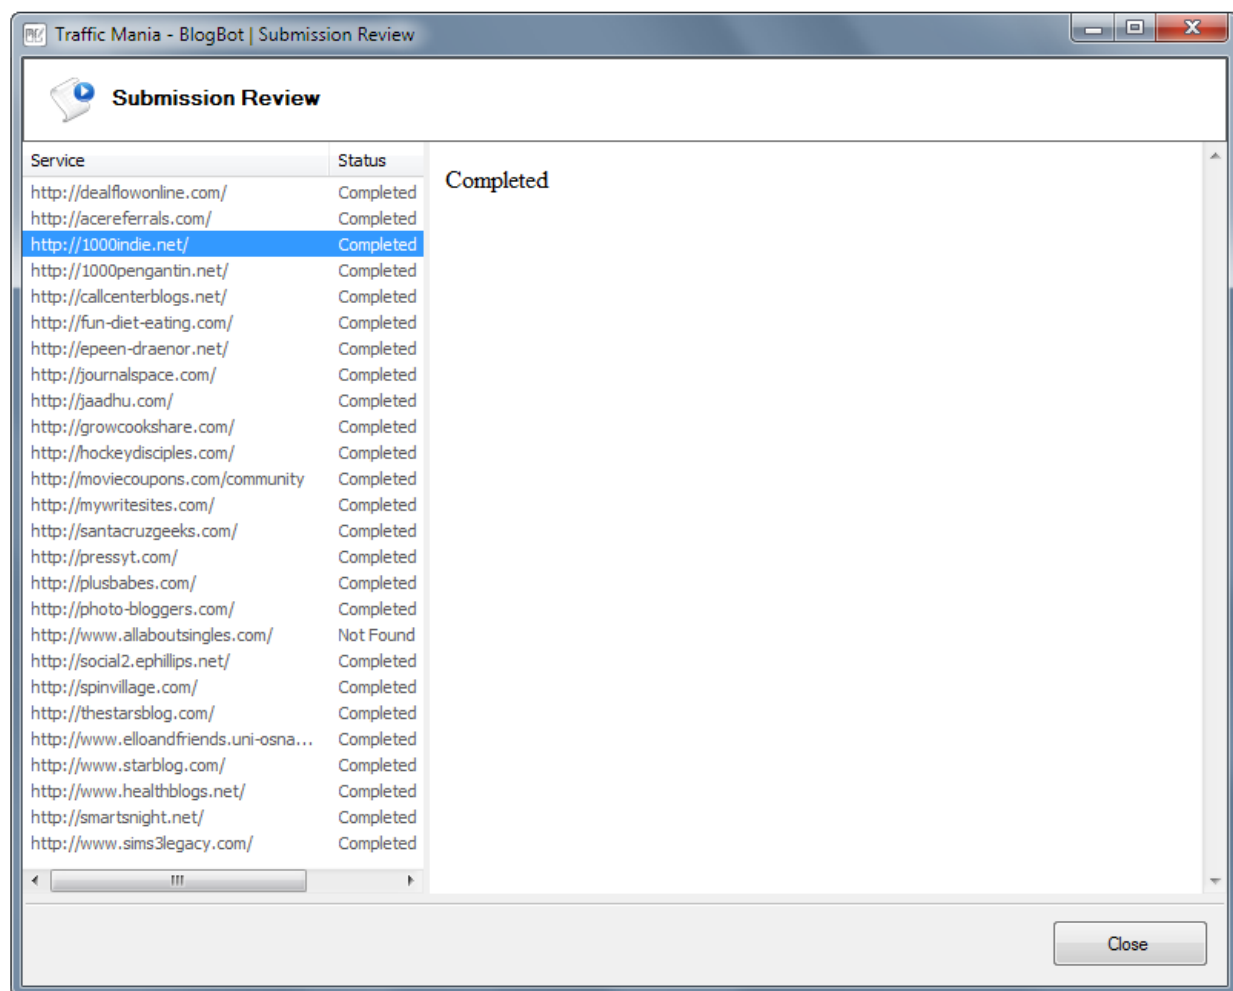 Traffic Mania - BlogBot | Submission Review
Submission Review
Service Status
http://dealflowonline.com/ Completed
http://acereferrals.com/ Completed
http://1000indie.net/ Completed
http://1000pengantin.net/ Completed
http://callcenterblogs.net/ Completed
http://fun-diet-eating.com/ Completed
http://epeen-draenor.net/ Completed
http://journalspace.com/ Completed
http://jaadhu.com/ Completed
http://growcookshare.com/ Completed
http://hockeydisciples.com/ Completed
http://moviecoupons.com/community Completed
http://mywritesites.com/ Completed
http://santacruzgeeks.com/ Completed
http://pressyt.com/ Completed
http://plusbabes.com/ Completed
http://photo-bloggers.com/ Completed
http://www.allaboutsingles.com/ Not Found
http://social2.ephillips.net/ Completed
http://spinvillage.com/ Completed
http://thestarsblog.com/ Completed
http://www.elloandfriends.uni-osna... Completed
http://www.starblog.com/ Completed
http://www.healthblogs.net/ Completed
http://smartsnight.net/ Completed
http://www.sims3legacy.com/ Completed
Completed
Close